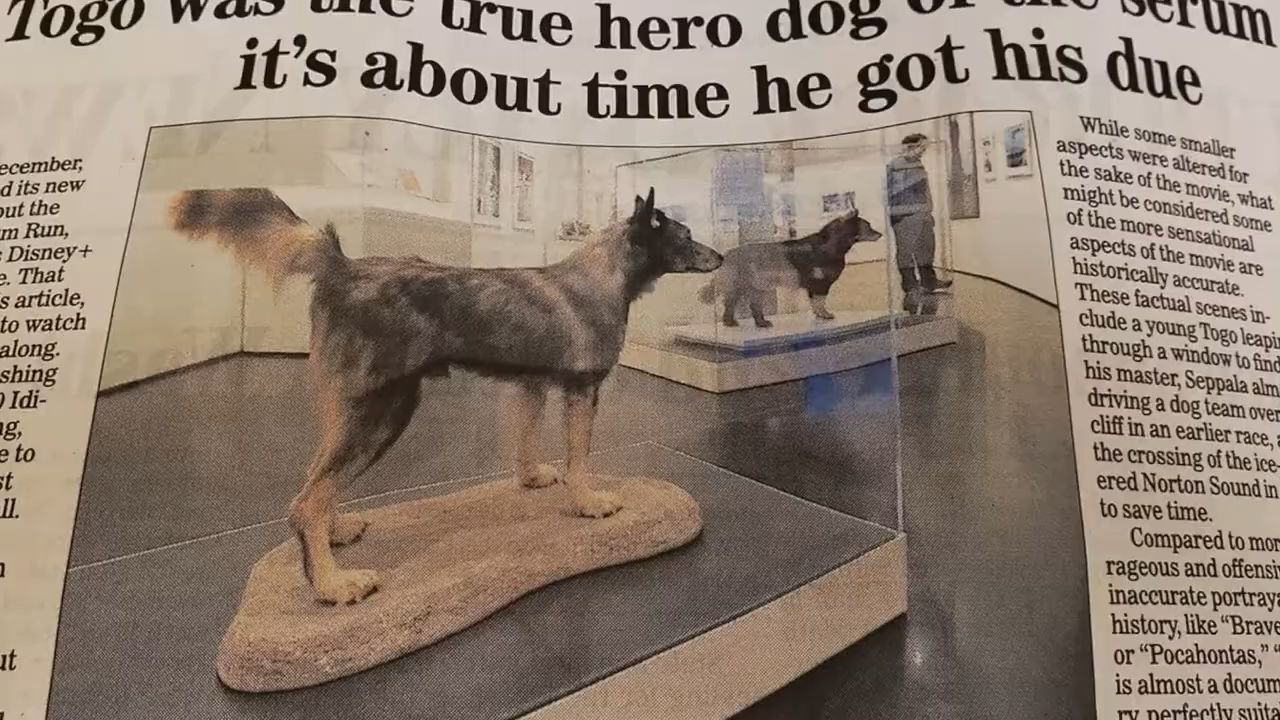 Togo was the true hero dog of the serum
it's about time he got his due
ecember,
d its new
out the
m Run,
Disney+
e. That
s article,
to watch
along.
shing
Idi-
ng,
e to
st
ll.
n
ut
While some smaller
aspects were altered for
the sake of the movie, what
might be considered some
of the more sensational
aspects of the movie are
historically accurate.
These factual scenes in-
clude a young Togo leapi
through a window to find
his master, Seppala alm
driving a dog team over
cliff in an earlier race,
the crossing of the ice-
ered Norton Sound in
to save time.
Compared to mor
rageous and offensi
inaccurate portraya
history, like “Brave
or “Pocahontas,” “
is almost a docum
ry perfectly suita